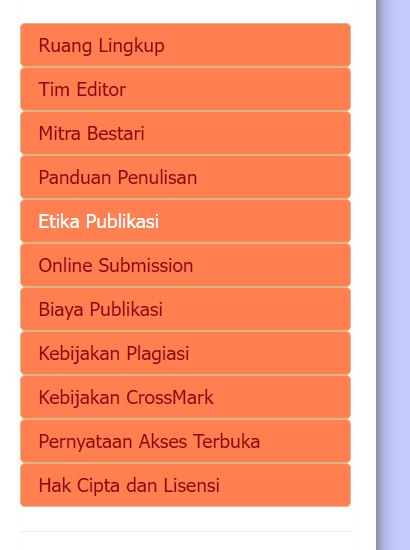 Ruang Lingkup
Tim Editor
Mitra Bestari
Panduan Penulisan
Etika Publikasi
Online Submission
Biaya Publikasi
Kebijakan Plagiasi
Kebijakan CrossMark
Pernyataan Akses Terbuka
Hak Cipta dan Lisensi